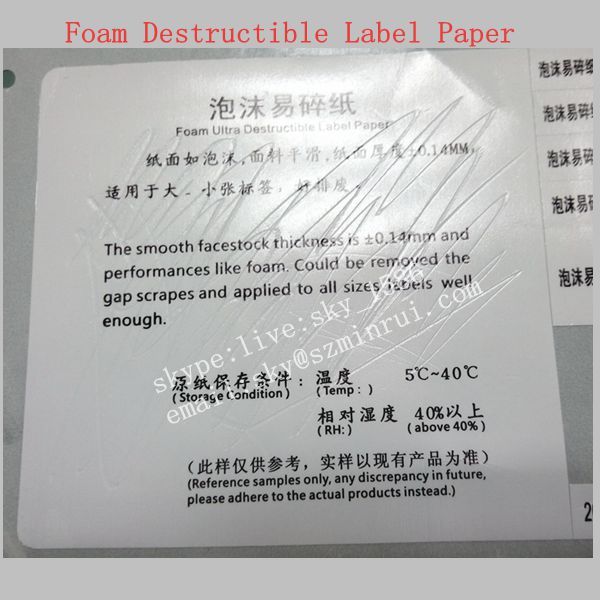 Foam Destructible Label Paper
泡沫易碎纸
Foam Ultra Destructible Label Paper
纸面如泡沫,面料平滑,纸面厚度±0.14MM,
适用于大、小张标签,好排废。
The smooth facestock thickness is ±0.14mm and
performances like foam. Could be removed the
gap scrapes and applied to all sizes labels well
enough.
skype:live:sky_1586
email:sky@szminrui.com
原纸保存条件: 温度 5℃~40℃
(Storage Condition) (Temp: )
相对湿度 40%以上
(RH: ) (above 40%)
(此样仅供参考,实样以现有产品为准)
(Reference samples only, any discrepancy in future,
please adhere to the actual products instead.)
泡沫易碎纸
泡沫易碎
泡沫易碎
泡沫易碎
泡沫易